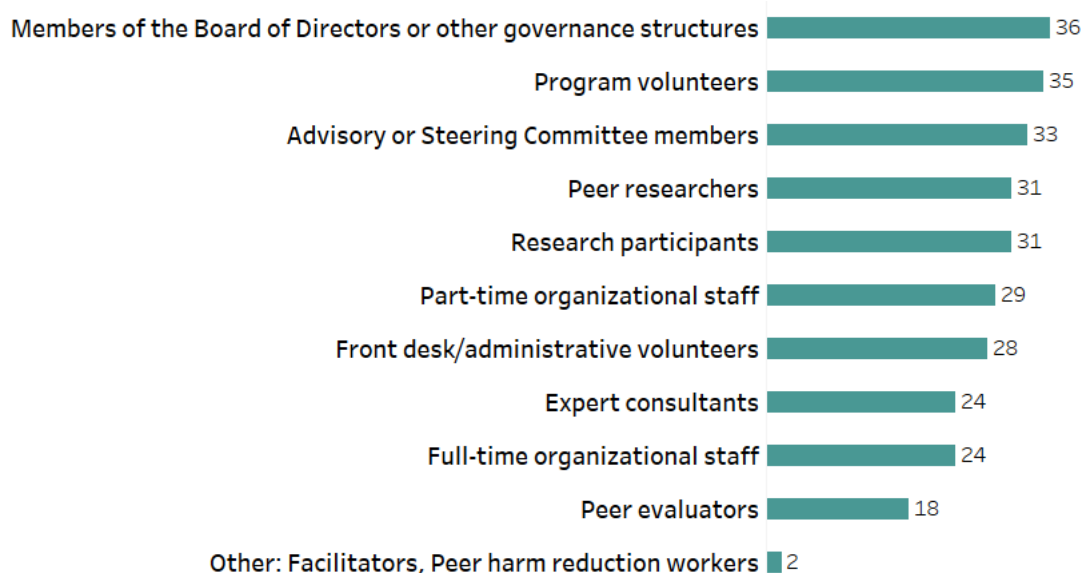 Members of the Board of Directors or other governance structures 36
Program volunteers 35
Advisory or Steering Committee members 33
Peer researchers 31
Research participants 31
Part-time organizational staff 29
Front desk/administrative volunteers 28
Expert consultants 24
Full-time organizational staff 24
Peer evaluators 18
Other: Facilitators, Peer harm reduction workers 2